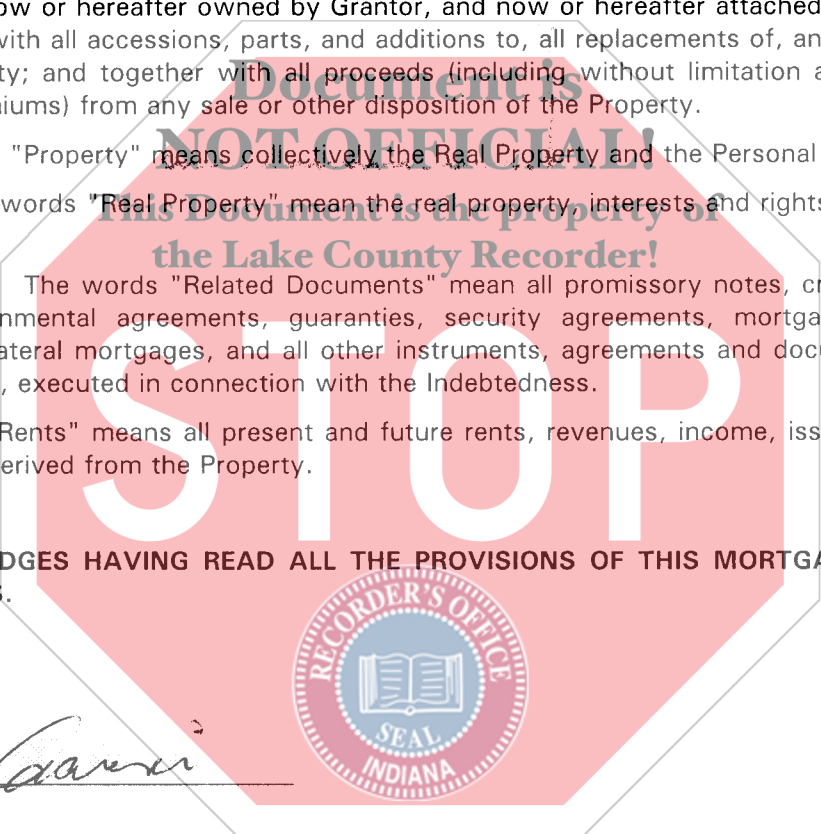 ow or hereafter owned by Grantor, and now or hereafter attached
with all accessions, parts, and additions to, all replacements of, an
ty; and together with all proceeds (including without limitation a
iums) from any sale or other disposition of the Property.
Document is
NOT OFFICIAL!
"Property" means collectively the Real Property and the Personal
This Document is the property of
words "Real Property" mean the real property, interests and rights
the Lake County Recorder!
The words "Related Documents" mean all promissory notes, cr
nmental agreements, guaranties, security agreements, mortga
ateral mortgages, and all other instruments, agreements and docu
, executed in connection with the Indebtedness.
STOP
Rents" means all present and future rents, revenues, income, iss
erived from the Property.
DGES HAVING READ ALL THE PROVISIONS OF THIS MORTGA
S.
RECORDER'S OFFICE
SEAL
INDIANA